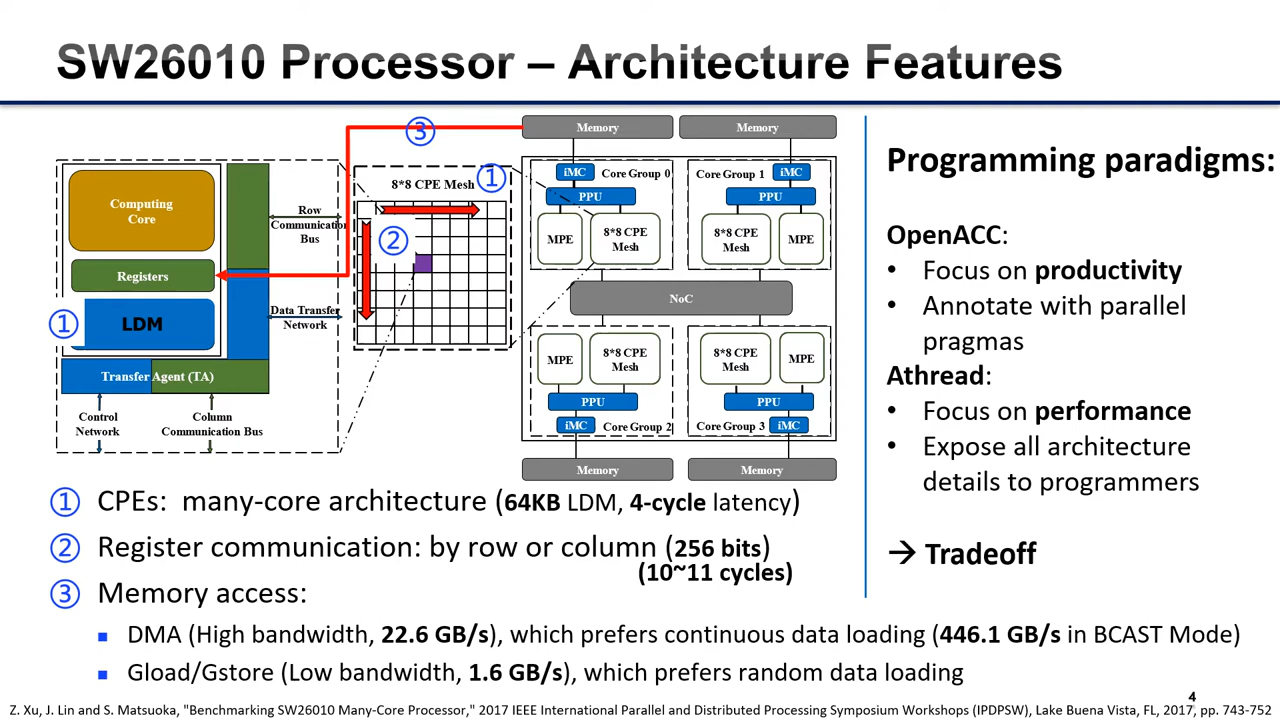 SW26010 Processor – Architecture Features
③
Memory
Memory
Computing
Core
Registers
①
LDM
Transfer Agent (TA)
Control
Network
Column
Communication Bus
Row
Communication
Bus
Data Transfer
Network
8*8 CPE Mesh
①
②
iMC
Core Group 0
PPU
MPE
8*8 CPE
Mesh
Core Group 1
iMC
PPU
8*8 CPE
Mesh
MPE
NoC
MPE
8*8 CPE
Mesh
PPU
iMC
Core Group 2
8*8 CPE
Mesh
MPE
PPU
Core Group 3
iMC
Memory
Memory
① CPEs: many-core architecture (64KB LDM, 4-cycle latency)
② Register communication: by row or column (256 bits)
(10~11 cycles)
③ Memory access:
▪ DMA (High bandwidth, 22.6 GB/s), which prefers continuous data loading (446.1 GB/s in BCAST Mode)
▪ Gload/Gstore (Low bandwidth, 1.6 GB/s), which prefers random data loading
Programming paradigms:
OpenACC:
• Focus on productivity
• Annotate with parallel
pragmas
Athread:
• Focus on performance
• Expose all architecture
details to programmers
→ Tradeoff
4
Z. Xu, J. Lin and S. Matsuoka, "Benchmarking SW26010 Many-Core Processor," 2017 IEEE International Parallel and Distributed Processing Symposium Workshops (IPDPSW), Lake Buena Vista, FL, 2017, pp. 743-752